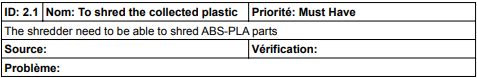 ID: 2.1 Nom: To shred the collected plastic Priorité: Must Have
The shredder need to be able to shred ABS-PLA parts
Source: Vérification:
Problème: